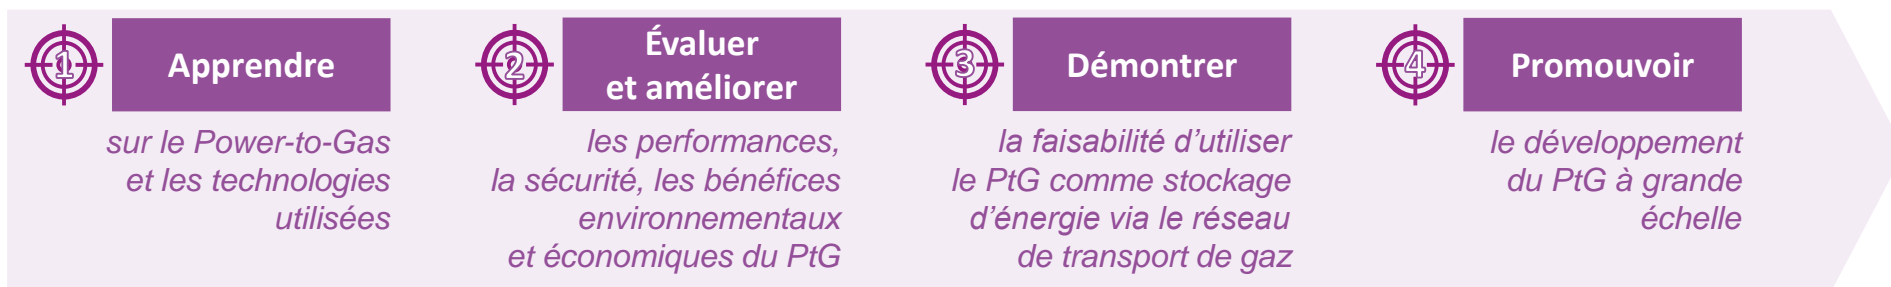 1
Apprendre
sur le Power-to-Gas
et les technologies
utilisées
2
Évaluer
et améliorer
les performances,
la sécurité, les bénéfices
environnementaux
et économiques du PtG
3
Démontrer
la faisabilité d’utiliser
le PtG comme stockage
d’énergie via le réseau
de transport de gaz
4
Promouvoir
le développement
du PtG à grande
échelle